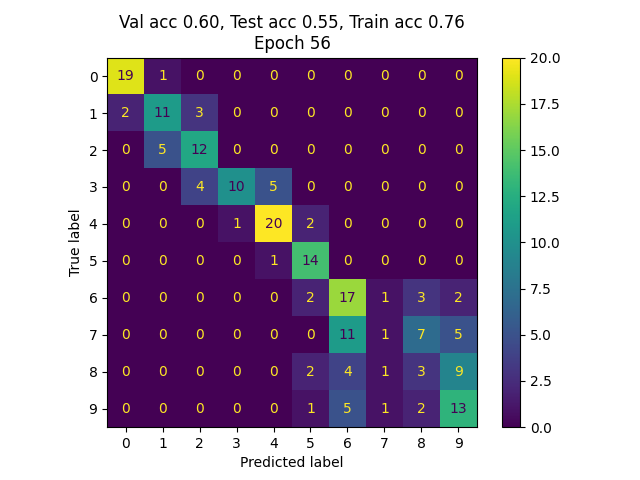 Val acc 0.60, Test acc 0.55, Train acc 0.76
Epoch 56
0 19 1 0 0 0 0 0 0 0 0
1 2 11 3 0 0 0 0 0 0 0
2 0 5 12 0 0 0 0 0 0 0
3 0 0 4 10 5 0 0 0 0 0
4 0 0 0 1 20 2 0 0 0 0
5 0 0 0 0 1 14 0 0 0 0
6 0 0 0 0 0 2 17 1 3 2
7 0 0 0 0 0 0 11 1 7 5
8 0 0 0 0 0 2 4 1 3 9
9 0 0 0 0 0 1 5 1 2 13
0 1 2 3 4 5 6 7 8 9
Predicted label
True label
20.0
17.5
15.0
12.5
10.0
7.5
5.0
2.5
0.0